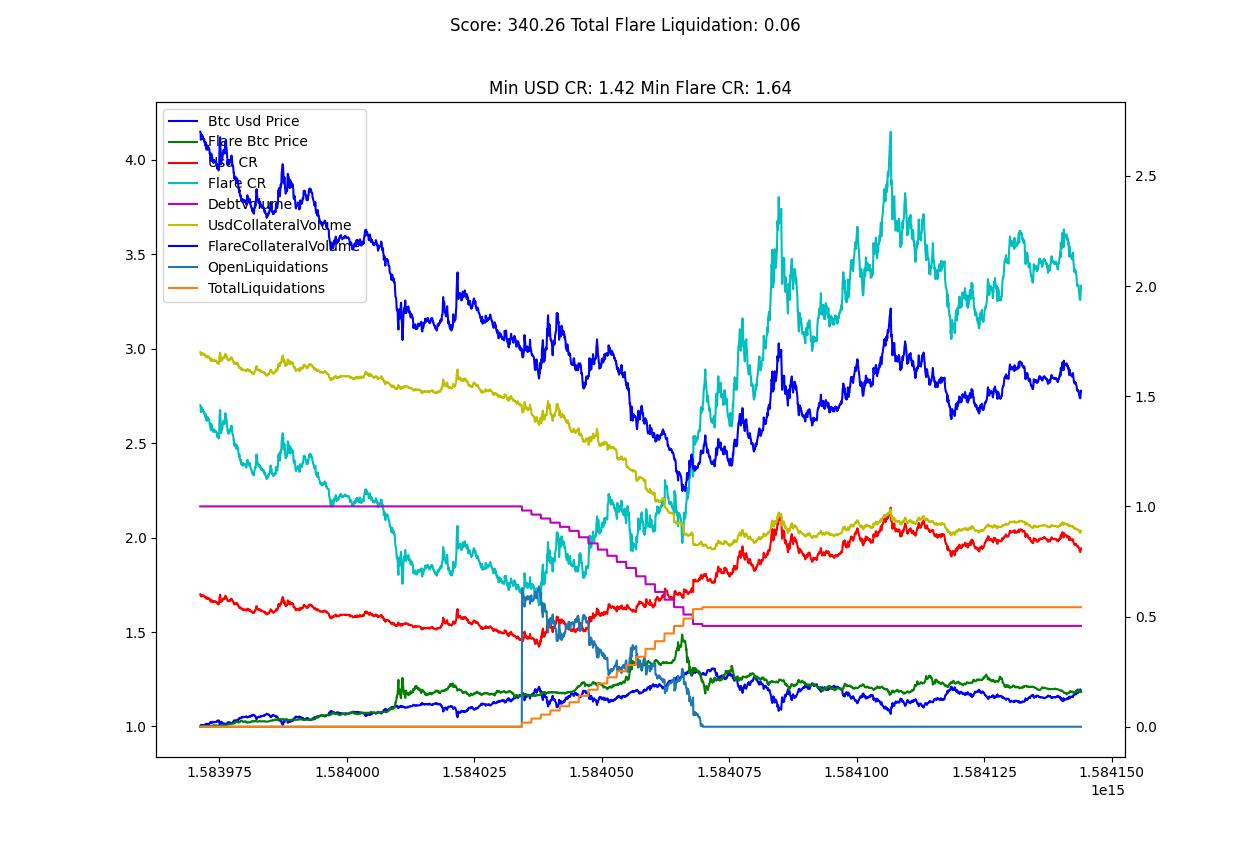 Score: 340.26 Total Flare Liquidation: 0.06
Min USD CR: 1.42 Min Flare CR: 1.64
Btc Usd Price
Flare Btc Price
Usd CR
Flare CR
DebtVolume
UsdCollateralVolume
FlareCollateralVolume
OpenLiquidations
TotalLiquidations
4.0
3.5
3.0
2.5
2.0
1.5
1.0
2.5
2.0
1.5
1.0
0.5
0.0
1.583975 1.584000 1.584025 1.584050 1.584075 1.584100 1.584125 1.584150
1e15